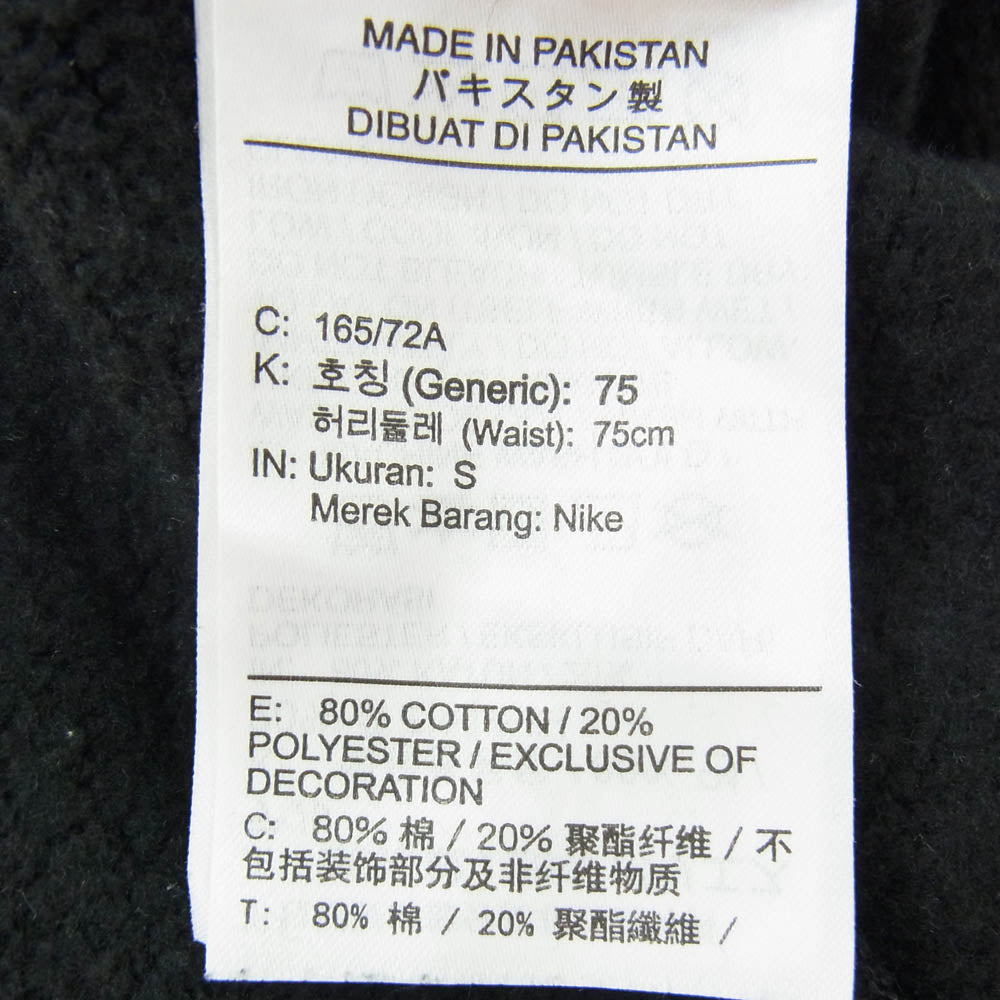 MADE IN PAKISTAN
パキスタン製
DIBUAT DI PAKISTAN
C: 165/72A
K: 호칭 (Generic): 75
허리둘레 (Waist): 75cm
IN: Ukuran: S
Merek Barang: Nike
E: 80% COTTON / 20%
POLYESTER / EXCLUSIVE OF
DECORATION
C: 80% 棉 / 20% 聚酯纤维 / 不
包括装饰部分及非纤维物质
T: 80% 棉 / 20% 聚酯纖維 /